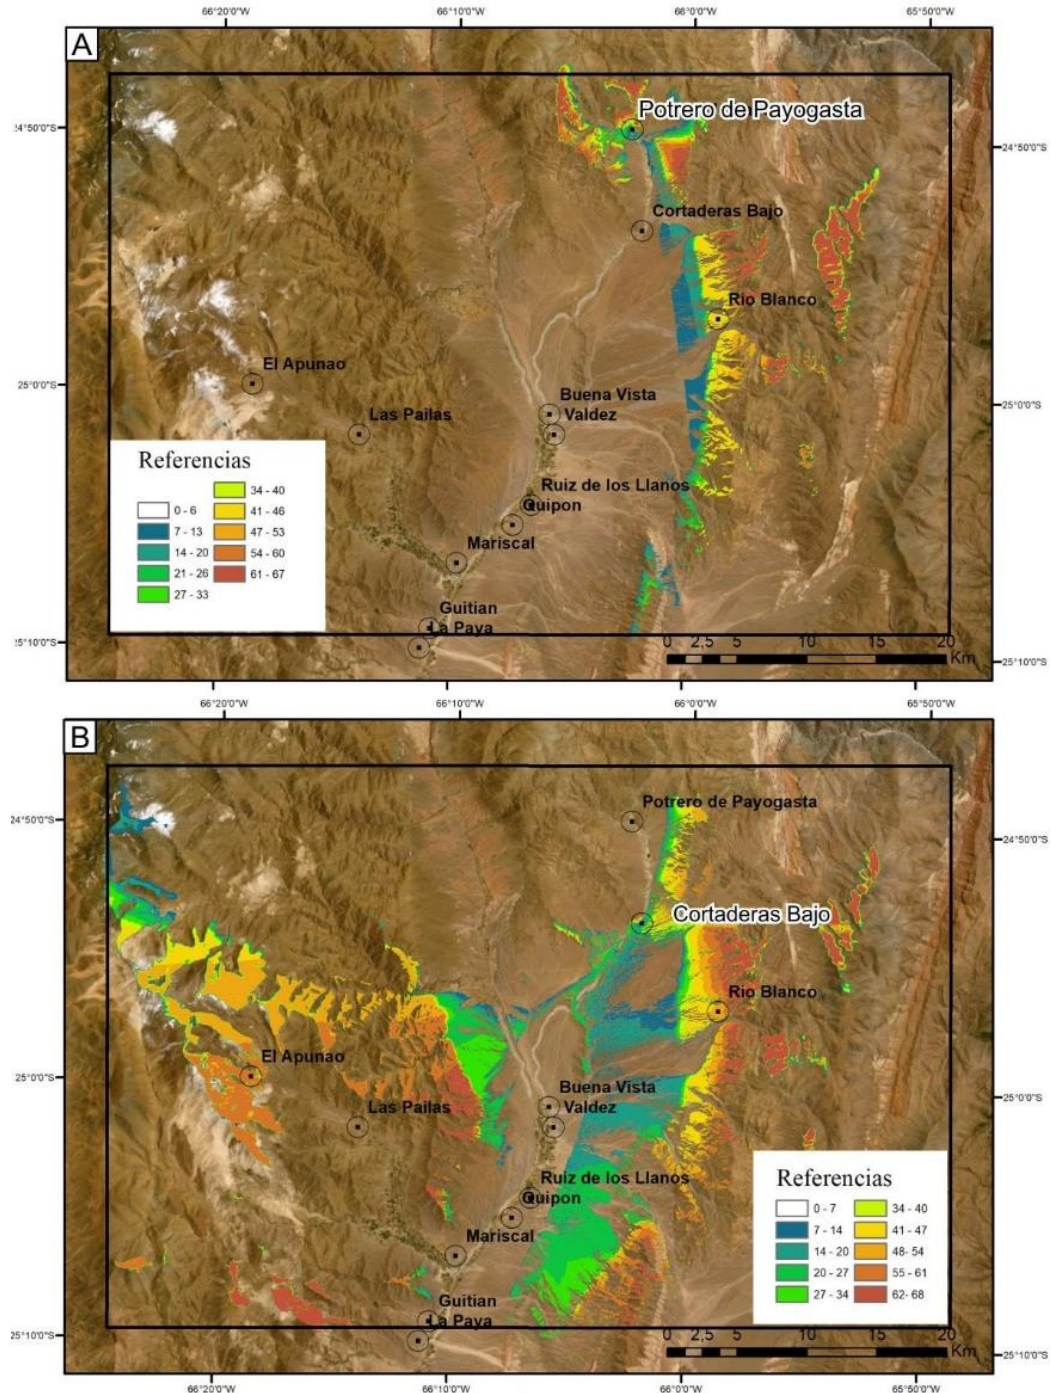 66°20'0"W 66°10'0"W 66°0'0"W 65°50'0"W
A
Potrero de Payogasta
24°50'0"S
24°50'0"S
Cortaderas Bajo
Rio Blanco
El Apunao
25°0'0"S
Buena Vista
25°0'0"S
Las Pailas
Valdez
Referencias
Ruiz de los Llanos
Quipon
0 - 6
7 - 13
14 - 20
21 - 26
27 - 33
34 - 40
41 - 46
47 - 53
54 - 60
61 - 67
Mariscal
Guitian
La Paya
25°10'0"S
0 2,5 5 10 15 20
Km
25°10'0"S
66°20'0"W 66°10'0"W 66°0'0"W 65°50'0"W
B
Potrero de Payogasta
24°50'0"S
24°50'0"S
Cortaderas Bajo
Rio Blanco
El Apunao
25°0'0"S
Buena Vista
25°0'0"S
Las Pailas
Valdez
Ruiz de los Llanos
Quipon
Mariscal
Referencias
0 - 7
7 - 14
14 - 20
20 - 27
27 - 34
34 - 40
41 - 47
48- 54
55 - 61
62- 68
Guitian
La Paya
25°10'0"S
0 2,5 5 10 15 20
Km
25°10'0"S
66°20'0"W 66°10'0"W 66°0'0"W 65°50'0"W